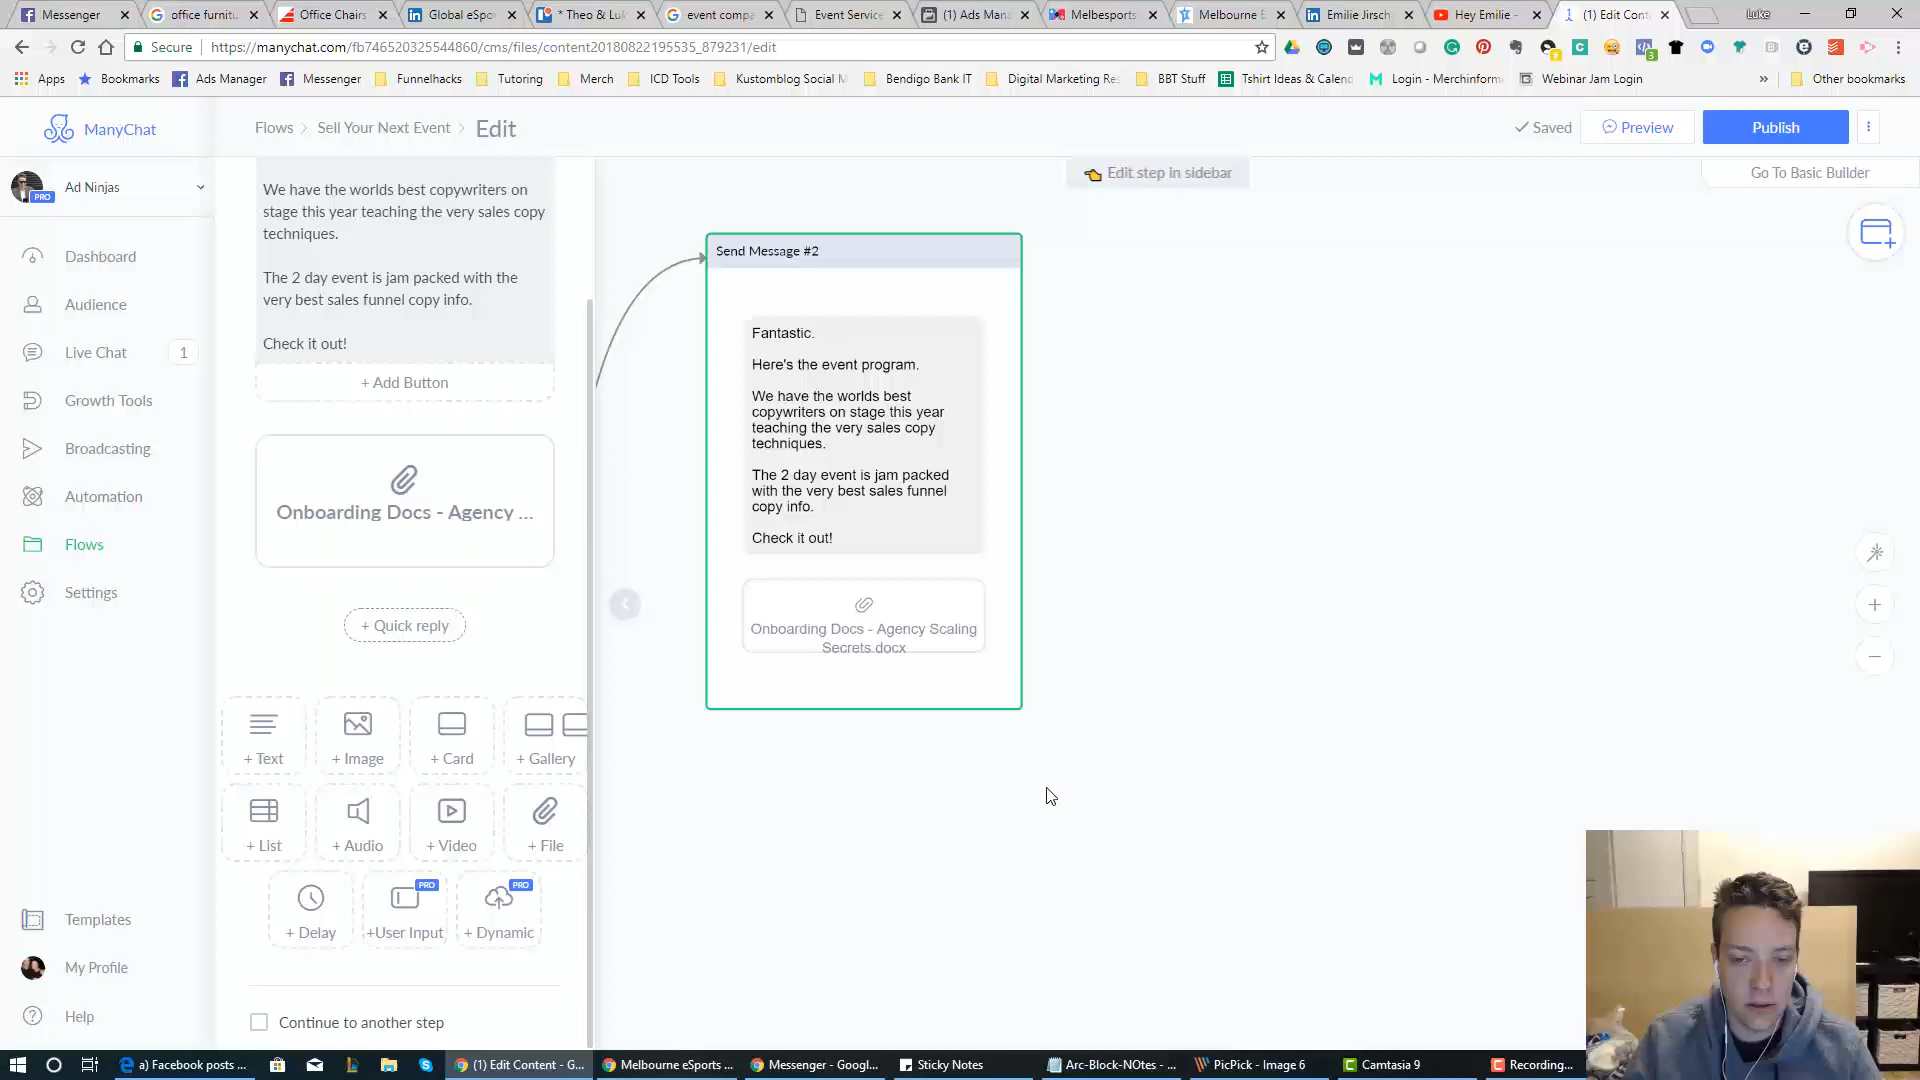 Messenger
office furnitu
Office Chairs
Global eSpor
* Theo & Luk
event compa
Event Service
(1) Ads Mana
Melbesports
Melbourne E
Emilie Jirsch
Hey Emilie -
(1) Edit Conte
Luke
Secure
https://manychat.com/fb746520325544860/cms/files/content20180822195535_879231/edit
Apps
Bookmarks
Ads Manager
Messenger
Funnelhacks
Tutoring
Merch
ICD Tools
Kustomblog Social M
Bendigo Bank IT
Digital Marketing Re
BBT Stuff
Tshirt Ideas & Calend
Login - Merchinform
Webinar Jam Login
»
Other bookmarks
ManyChat
Flows
Sell Your Next Event
Edit
Saved
Preview
Publish
Ad Ninjas
PRO
Edit step in sidebar
Go To Basic Builder
Dashboard
Audience
Live Chat
1
Growth Tools
Broadcasting
Automation
Flows
Settings
Templates
My Profile
Help
We have the worlds best copywriters on
stage this year teaching the very sales copy
techniques.
The 2 day event is jam packed with the
very best sales funnel copy info.
Check it out!
+ Add Button
Onboarding Docs - Agency ...
+ Quick reply
+ Text
+ Image
+ Card
+ Gallery
+ List
+ Audio
+ Video
+ File
PRO
PRO
+ Delay
+User Input
+ Dynamic
Continue to another step
Send Message #2
Fantastic.
Here's the event program.
We have the worlds best
copywriters on stage this year
teaching the very sales copy
techniques.
The 2 day event is jam packed
with the very best sales funnel
copy info.
Check it out!
Onboarding Docs - Agency Scaling
Secrets.docx
a) Facebook posts ...
(1) Edit Content - G...
Melbourne eSports ...
Messenger - Googl...
Sticky Notes
Arc-Block-NOtes - ...
PicPick - Image 6
Camtasia 9
Recording...